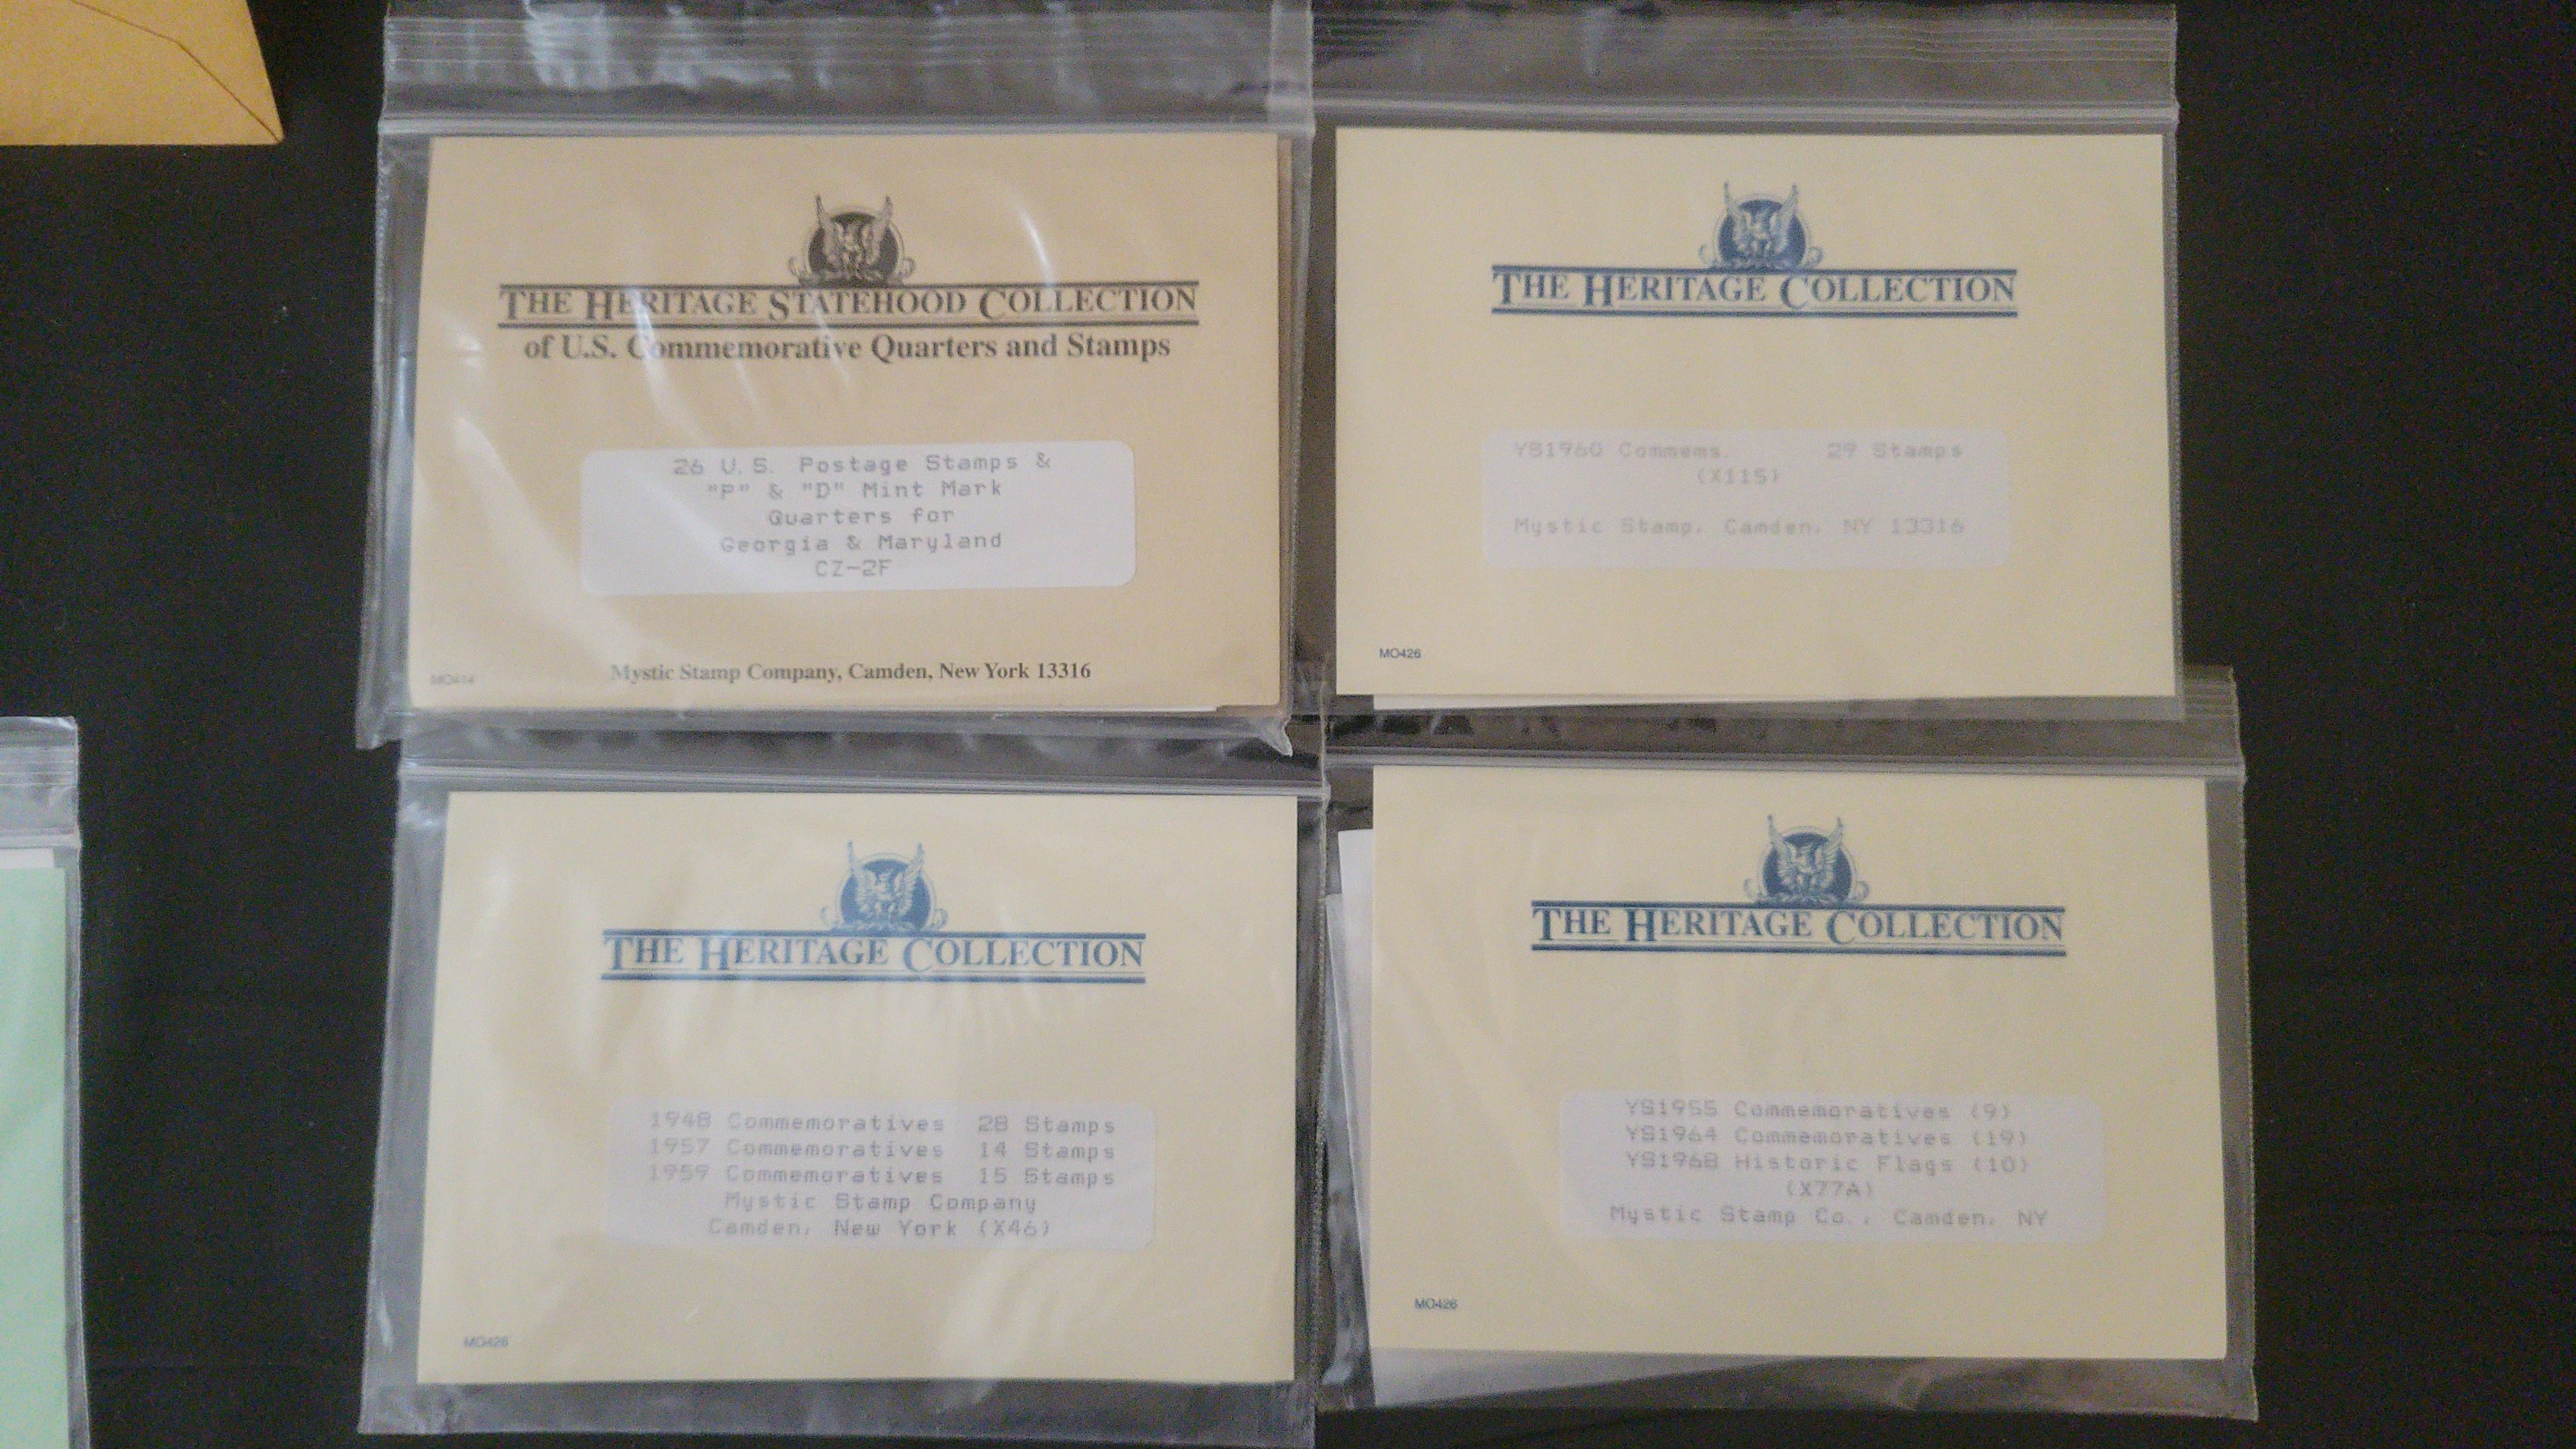 THE HERITAGE STATEHOOD COLLECTION
of U.S. Commemorative Quarters and Stamps
26 U.S. Postage Stamps &
"P" & "D" Mint Mark
Quarters for
Georgia & Maryland
CZ-2F
MO414
Mystic Stamp Company, Camden, New York 13316
THE HERITAGE COLLECTION
YS1960 Commems. 29 Stamps
(X115)
Mystic Stamp, Camden, NY 13316
MO426
THE HERITAGE COLLECTION
1948 Commemoratives 28 Stamps
1957 Commemoratives 14 Stamps
1959 Commemoratives 15 Stamps
Mystic Stamp Company
Camden, New York (X46)
MO426
THE HERITAGE COLLECTION
YS1955 Commemoratives (9)
YS1964 Commemoratives (19)
YS1968 Historic Flags (10)
(X77A)
Mystic Stamp Co., Camden, NY
MO426